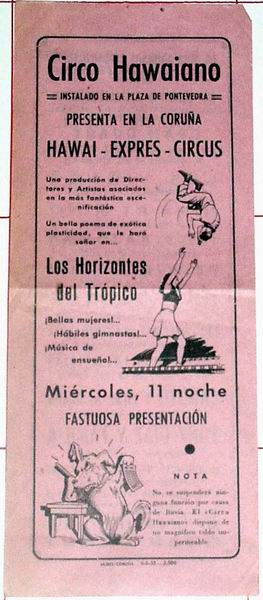 Circo Hawaiano
INSTALADO EN LA PLAZA DE PONTEVEDRA
PRESENTA EN LA CORUÑA
HAWAI - EXPRES - CIRCUS
Una producción de Direc-
tores y Artistas asociados
en la más fantástica esce-
nificación
Un bello poema de exótica
plasticidad, que le hará
soñar en...
Los Horizontes
del Trópico
¡Bellas mujeres!...
¡Hábiles gimnastas!...
¡Música de
ensueño!...
Miércoles, 11 noche
FASTUOSA PRESENTACIÓN
NOTA
No se suspenderá nin-
guna función por causa
de lluvia. El «Circo
Hawaiano» dispone de
un magnífico toldo im-
permeable.